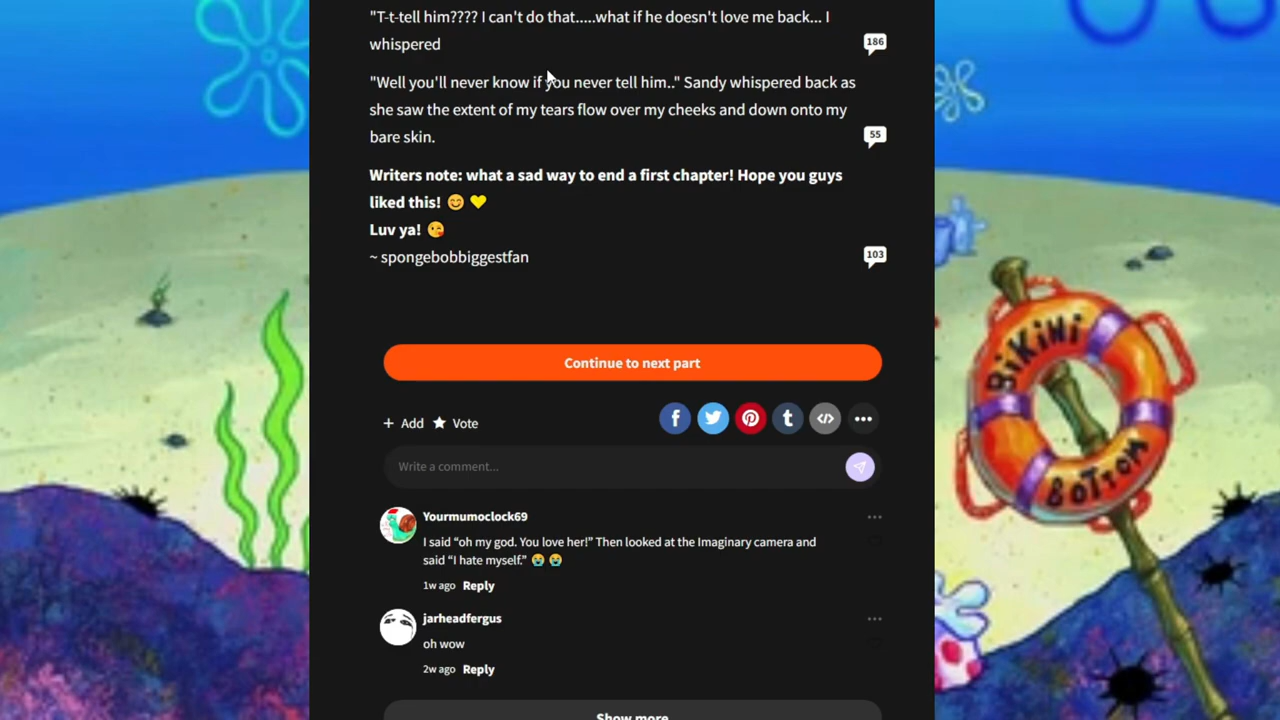 "T-t-tell him???? I can't do that.....what if he doesn't love me back... I
whispered
186
"Well you'll never know if you never tell him.." Sandy whispered back as
she saw the extent of my tears flow over my cheeks and down onto my
bare skin.
55
Writers note: what a sad way to end a first chapter! Hope you guys
liked this! 😊 💛
Luv ya! 😘
~ spongebobbiggestfan
103
Continue to next part
+ Add ★ Vote
Write a comment...
Yourmumoclock69
I said “oh my god. You love her!” Then looked at the Imaginary camera and
said “I hate myself.” 😭 😭
1w ago Reply
jarheadfergus
oh wow
2w ago Reply
Show more
BIKINI
BOTTOM